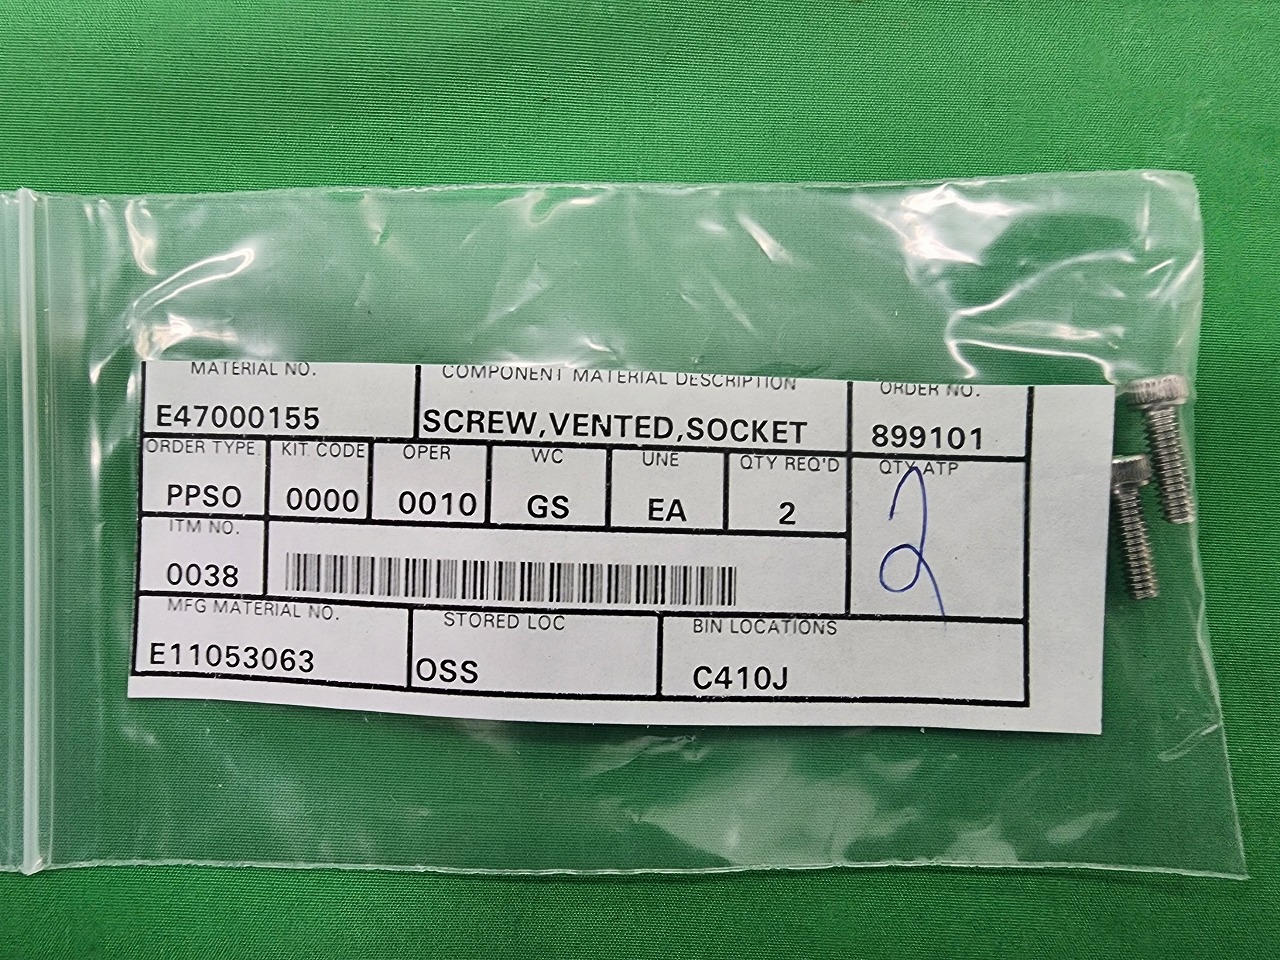 MATERIAL NO. COMPONENT MATERIAL DESCRIPTION ORDER NO.
E47000155 SCREW,VENTED,SOCKET 899101
ORDER TYPE KIT CODE OPER WC UNE QTY REQ'D QTY ATP
PPSO 0000 0010 GS EA 2 2
ITM NO.
0038
MFG MATERIAL NO. STORED LOC BIN LOCATIONS
E11053063 OSS C410J